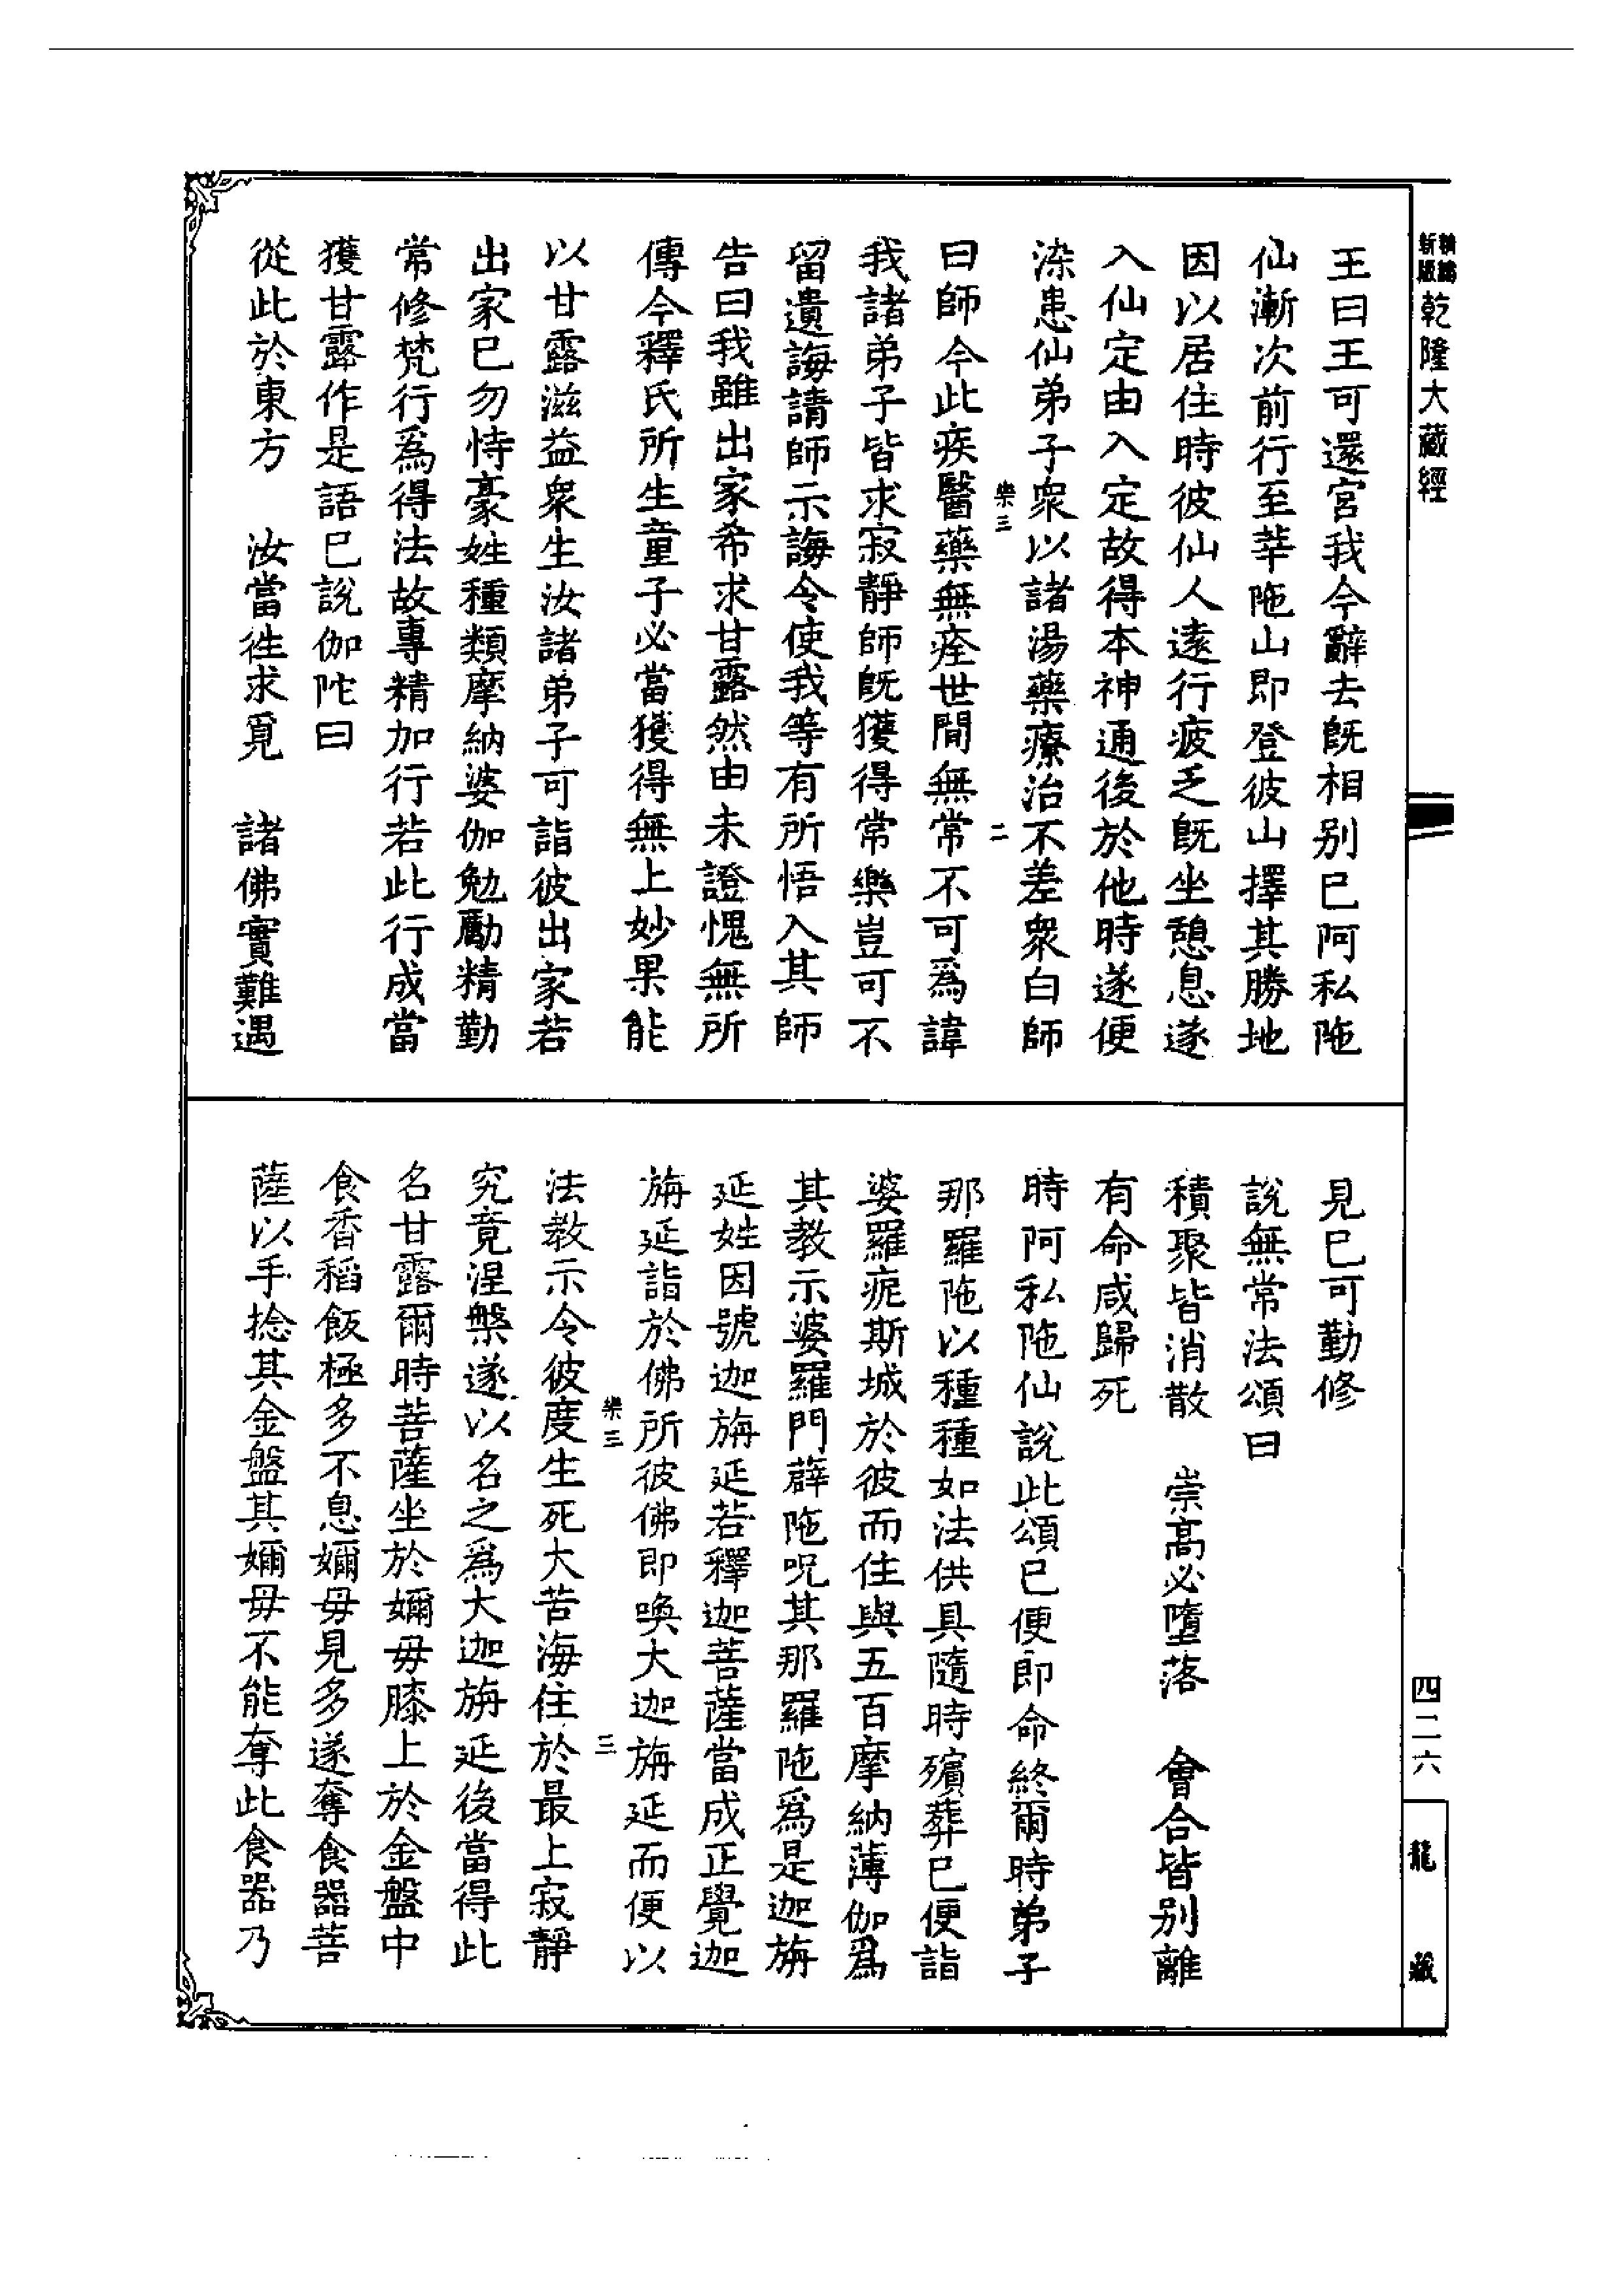 精編新版乾隆大藏經
王曰王可還宮我今辭去旣相別已阿私陁
仙漸次前行至莘陁山即登彼山擇其勝地
因以居住時彼仙人遠行疲乏旣坐憩息遂
入仙定由入定故得本神通後於他時遂便
染患仙弟子衆以諸湯藥療治不差衆白師
樂三 二
曰師今此疾醫藥無痊世間無常不可爲諱
我諸弟子皆求寂靜師旣獲得常樂豈可不
留遺誨請師示誨令使我等有所悟入其師
告曰我雖出家希求甘露然由未證愧無所
傳今釋氏所生童子必當獲得無上妙果能
以甘露滋益衆生汝諸弟子可詣彼出家若
出家已勿恃豪姓種類摩納婆伽勉勵精勤
常修梵行爲得法故專精加行若此行成當
獲甘露作是語已說伽陀曰
從此於東方 汝當徃求覓 諸佛實難遇
見已可勤修
說無常法頌曰
積聚皆消散 崇高必墮落 會合皆別離
有命咸歸死
時阿私陁仙說此頌已便即命終爾時弟子
那羅陁以種種如法供具隨時殯葬已便詣
婆羅痆斯城於彼而住與五百摩納薄伽爲
其教示婆羅門薜陁呪其那羅陁爲是迦旃
延姓因號迦旃延若釋迦菩薩當成正覺迦
旃延詣於佛所彼佛即喚大迦旃延而便以
樂三 三
法教示令彼度生死大苦海住於最上寂靜
究竟涅槃遂以名之爲大迦旃延後當得此
名甘露爾時菩薩坐於嬭毋膝上於金盤中
食香稻飯極多不息嬭毋見多遂奪食器菩
薩以手捻其金盤其嬭毋不能奪此食器乃
四二六
龍藏